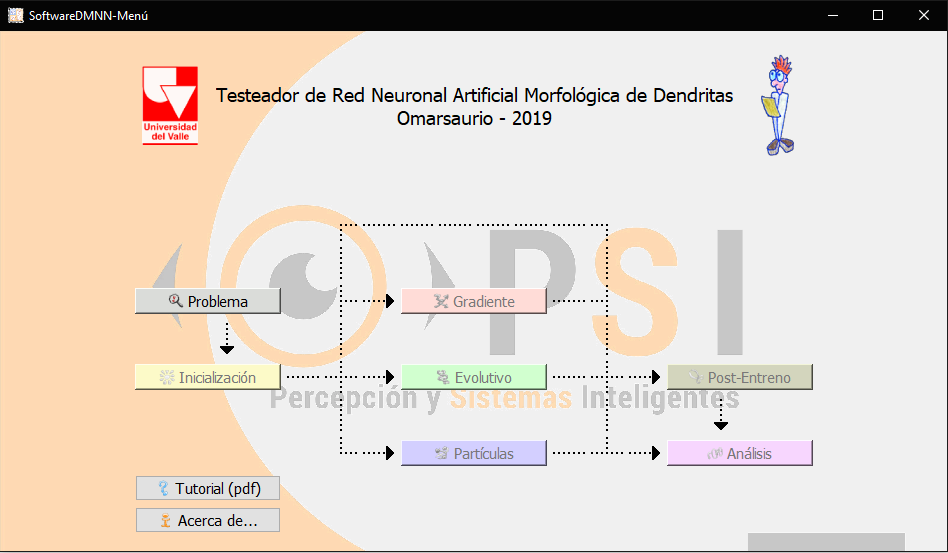 SoftwareDMNN-Menú
Testeador de Red Neuronal Artificial Morfológica de Dendritas
Omarsaurio - 2019
Universidad
del Valle
PSI
Problema
Gradiente
Inicialización
Evolutivo
Post-Entreno
Percepción y Sistemas Inteligentes
Partículas
Análisis
Tutorial (pdf)
Acerca de...